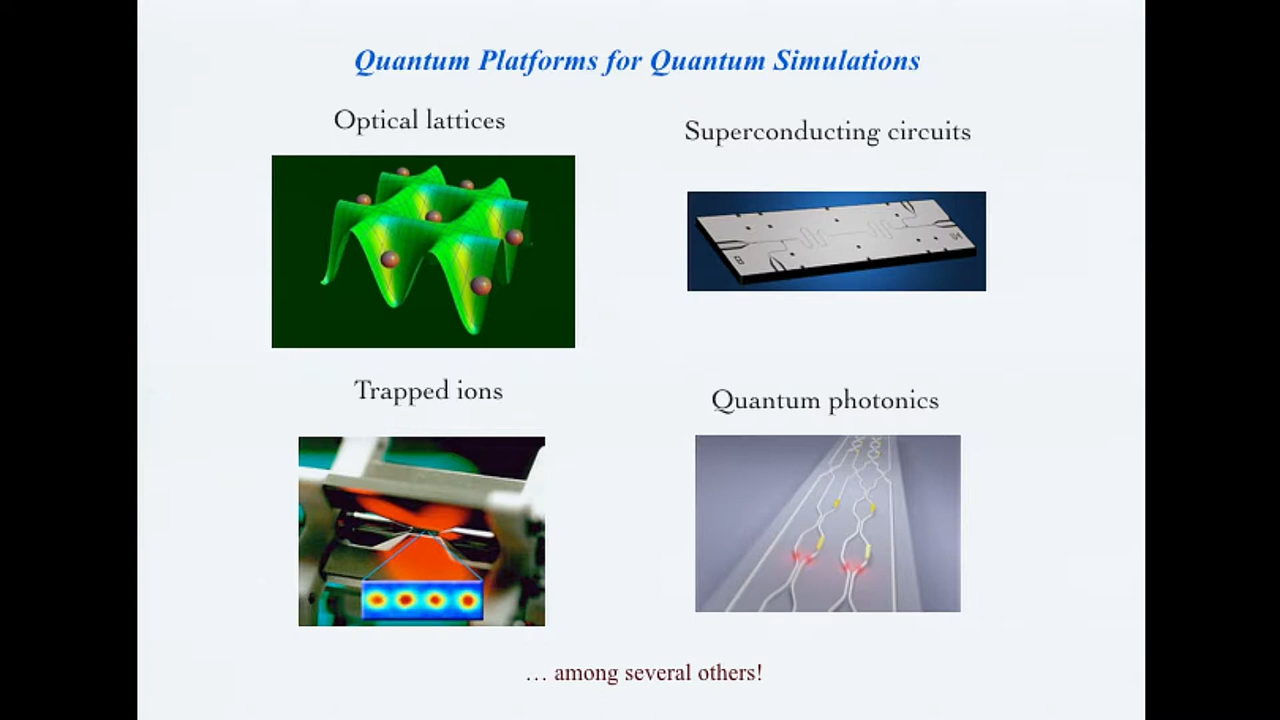 Quantum Platforms for Quantum Simulations
Optical lattices
Superconducting circuits
Trapped ions
Quantum photonics
… among several others!